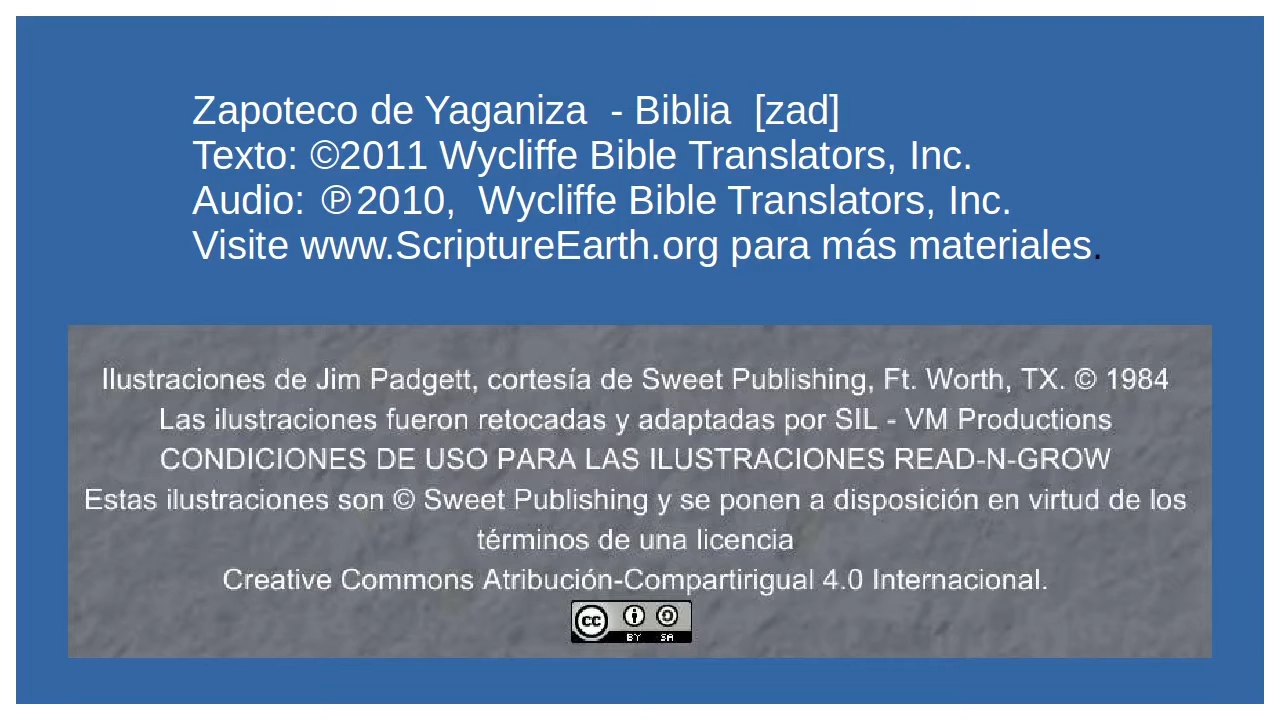 Zapoteco de Yaganiza - Biblia [zad]
Texto: ©2011 Wycliffe Bible Translators, Inc.
Audio: ℗2010, Wycliffe Bible Translators, Inc.
Visite www.ScriptureEarth.org para más materiales.
Ilustraciones de Jim Padgett, cortesía de Sweet Publishing, Ft. Worth, TX. © 1984
Las ilustraciones fueron retocadas y adaptadas por SIL - VM Productions
CONDICIONES DE USO PARA LAS ILUSTRACIONES READ-N-GROW
Estas ilustraciones son © Sweet Publishing y se ponen a disposición en virtud de los
términos de una licencia
Creative Commons Atribución-Compartirigual 4.0 Internacional.
cc
BY SA